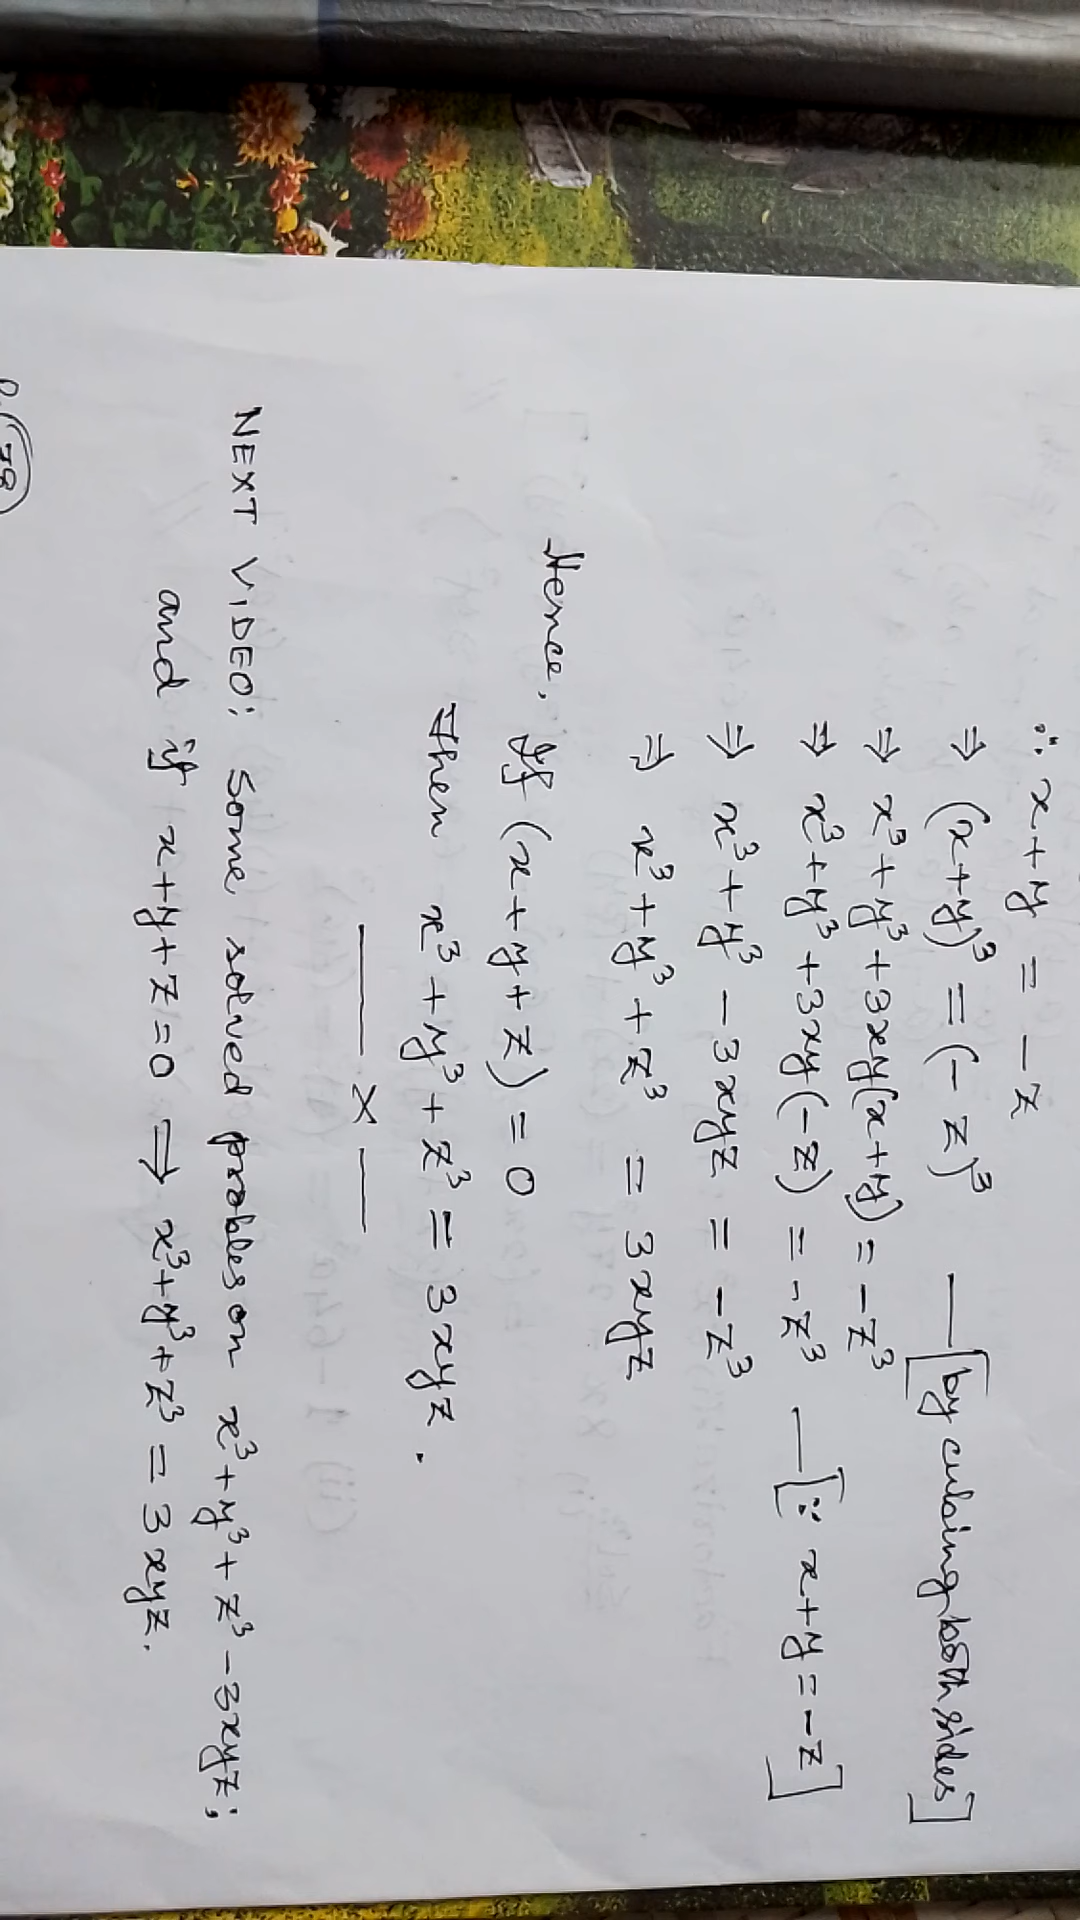 ∴ x+y = -z
⇒ (x+y)³ = (-z)³ —[by cubing both sides]
⇒ x³+y³+3xy(x+y) = -z³
⇒ x³+y³+3xy(-z) = -z³ —[∵ x+y = -z]
⇒ x³+y³ -3xyz = -z³
⇒ x³+y³+z³ = 3xyz
Hence, If (x+y+z) = 0
Then x³+y³+z³ = 3xyz.
—— x ——
NEXT VIDEO: Some solved probles on x³+y³+z³-3xyz;
and if x+y+z=0 ⇒ x³+y³+z³ = 3xyz.